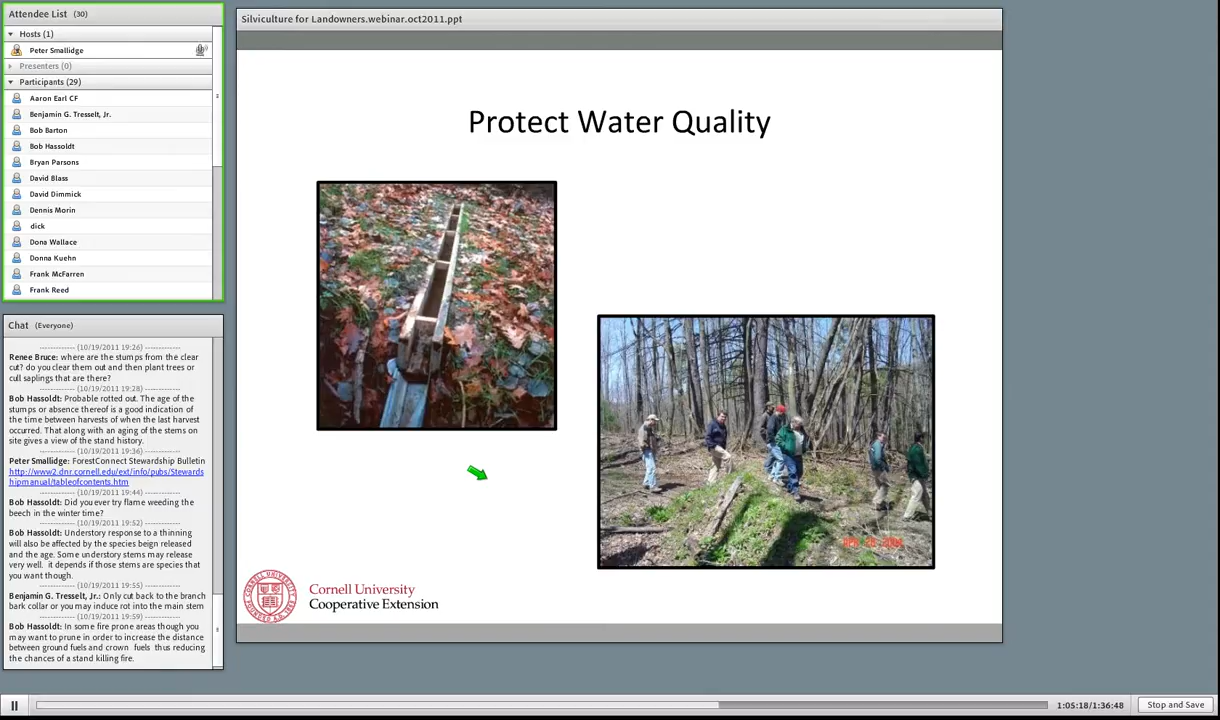 Attendee List (30)
Hosts (1)
Peter Smallidge
Presenters (0)
Participants (29)
Aaron Earl CF
Benjamin G. Tresselt, Jr.
Bob Barton
Bob Hassoldt
Bryan Parsons
David Blass
David Dimmick
Dennis Morin
dick
Dona Wallace
Donna Kuehn
Frank McFarren
Frank Reed
Chat (Everyone)
------------- (10/19/2011 19:26) -------------
Renee Bruce: where are the stumps from the clear
cut? do you clear them out and then plant trees or
cull saplings that are there?
------------- (10/19/2011 19:28) -------------
Bob Hassoldt: Probable rotted out. The age of the
stumps or absence thereof is a good indication of
the time between harvests of when the last harvest
occurred. That along with an aging of the stems on
site gives a view of the stand history.
------------- (10/19/2011 19:36) -------------
Peter Smallidge: ForestConnect Stewardship Bulletin
http://www2.dnr.cornell.edu/ext/info/pubs/Stewards
hipmanual/tableofcontents.htm
------------- (10/19/2011 19:44) -------------
Bob Hassoldt: Did you ever try flame weeding the
beech in the winter time?
------------- (10/19/2011 19:52) -------------
Bob Hassoldt: Understory response to a thinning
will also be affected by the species beign released
and the age. Some understory stems may release
very well. it depends if those stems are species that
you want though.
------------- (10/19/2011 19:55) -------------
Benjamin G. Tresselt, Jr.: Only cut back to the branch
bark collar or you may induce rot into the main stem
------------- (10/19/2011 19:59) -------------
Bob Hassoldt: In some fire prone areas though you
may want to prune in order to increase the distance
between ground fuels and crown fuels thus reducing
the chances of a stand killing fire.
Silviculture for Landowners.webinar.oct2011.ppt
Protect Water Quality
Cornell University
Cooperative Extension
1:05:18/1:36:48
Stop and Save